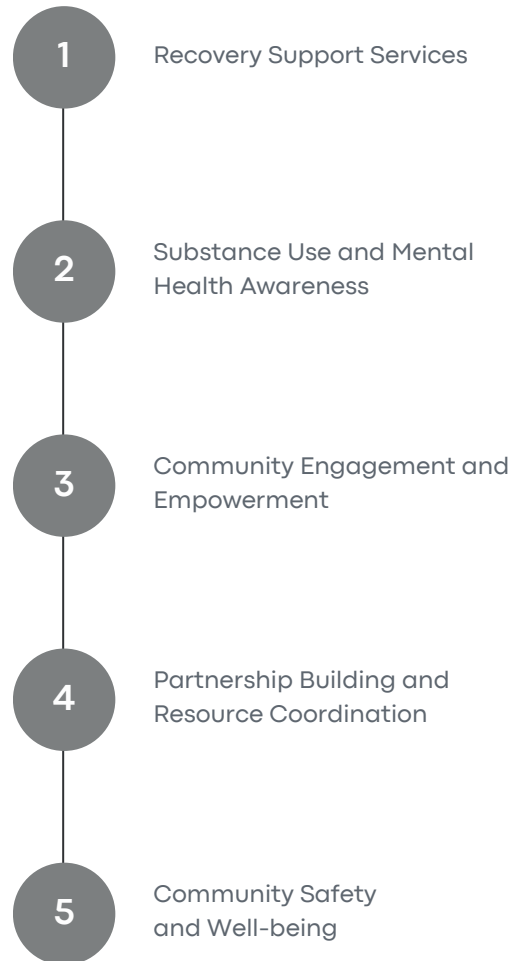 1
Recovery Support Services
2
Substance Use and Mental
Health Awareness
3
Community Engagement and
Empowerment
4
Partnership Building and
Resource Coordination
5
Community Safety
and Well-being